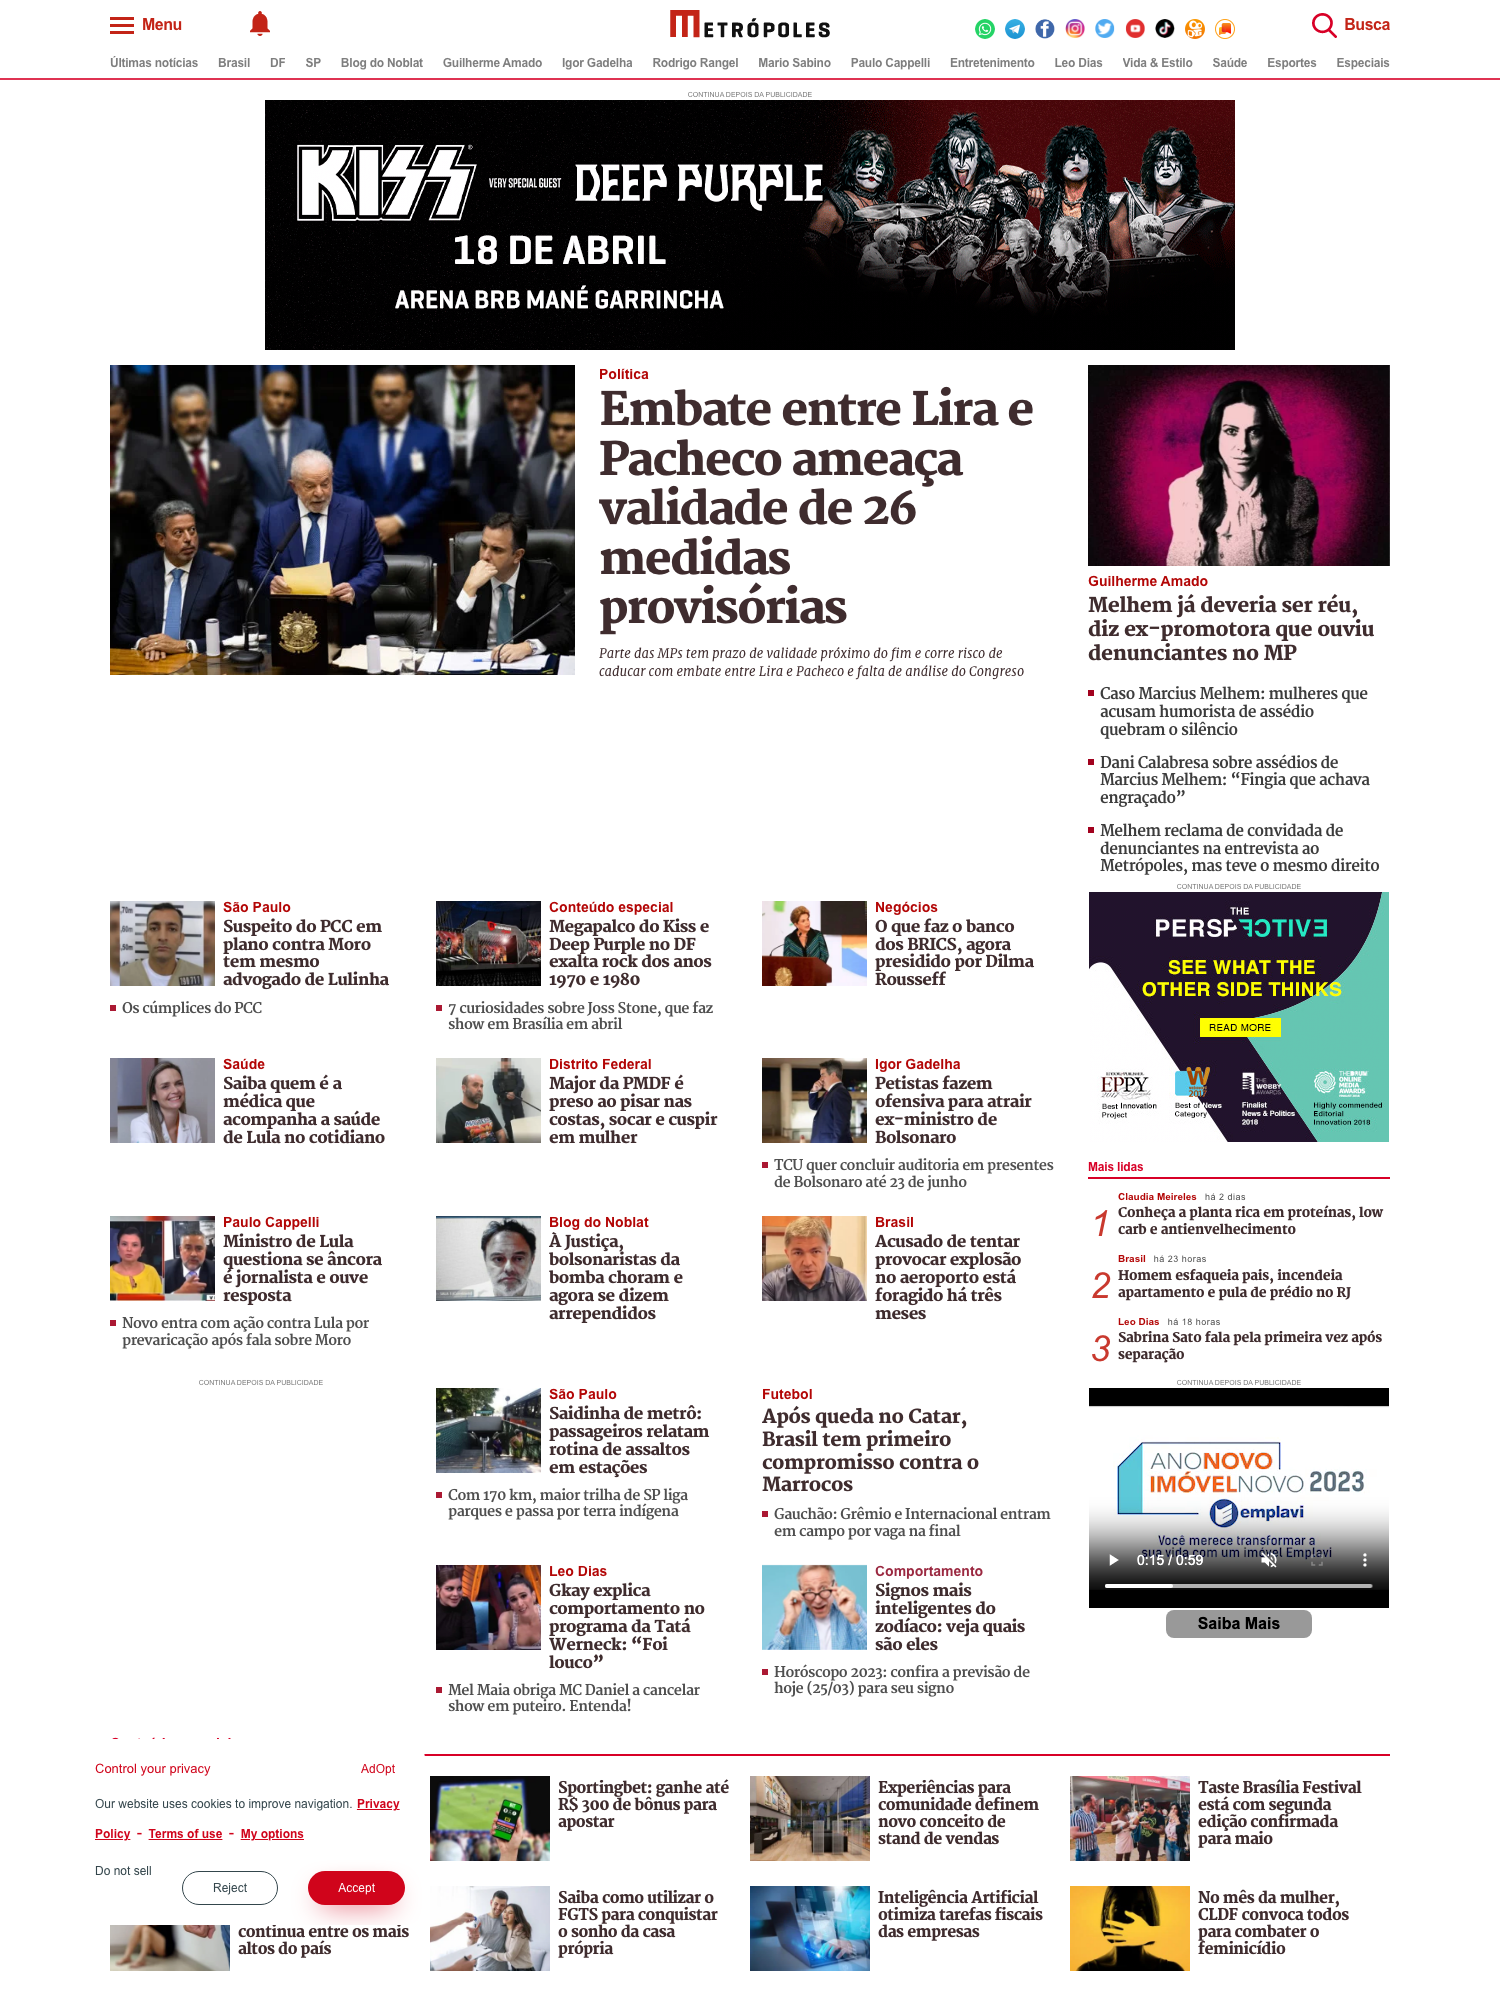 Menu
METRÓPOLES
Busca
Últimas notícias Brasil DF SP Blog do Noblat Guilherme Amado Igor Gadelha Rodrigo Rangel Mario Sabino Paulo Cappelli Entretenimento Leo Dias Vida & Estilo Saúde Esportes Especiais
CONTINUA DEPOIS DA PUBLICIDADE
KISS VERY SPECIAL GUEST DEEP PURPLE
18 DE ABRIL
ARENA BRB MANÉ GARRINCHA
Política
Embate entre Lira e
Pacheco ameaça
validade de 26
medidas
provisórias
Parte das MPs tem prazo de validade próximo do fim e corre risco de
caducar com embate entre Lira e Pacheco e falta de análise do Congreso
Guilherme Amado
Melhem já deveria ser réu,
diz ex-promotora que ouviu
denunciantes no MP
Caso Marcius Melhem: mulheres que
acusam humorista de assédio
quebram o silêncio
Dani Calabresa sobre assédios de
Marcius Melhem: “Fingia que achava
engraçado”
Melhem reclama de convidada de
denunciantes na entrevista ao
Metrópoles, mas teve o mesmo direito
São Paulo
Suspeito do PCC em
plano contra Moro
tem mesmo
advogado de Lulinha
Os cúmplices do PCC
Conteúdo especial
Megapalco do Kiss e
Deep Purple no DF
exalta rock dos anos
1970 e 1980
7 curiosidades sobre Joss Stone, que faz
show em Brasília em abril
Negócios
O que faz o banco
dos BRICS, agora
presidido por Dilma
Rousseff
CONTINUA DEPOIS DA PUBLICIDADE
THE
PERSPECTIVE
SEE WHAT THE
OTHER SIDE THINKS
READ MORE
EPPY
Best Innovation
Project
W
2017
Best of News
Category
THE
WEBBY
AWARDS
Finalist
News & Politics
2018
THE DRUM
ONLINE
MEDIA
AWARDS
Highly commended
Editorial
Innovation 2018
Saúde
Saiba quem é a
médica que
acompanha a saúde
de Lula no cotidiano
Distrito Federal
Major da PMDF é
preso ao pisar nas
costas, socar e cuspir
em mulher
Igor Gadelha
Petistas fazem
ofensiva para atrair
ex-ministro de
Bolsonaro
TCU quer concluir auditoria em presentes
de Bolsonaro até 23 de junho
Mais lidas
Claudia Meireles há 2 dias
1 Conheça a planta rica em proteínas, low
carb e antienvelhecimento
Brasil há 23 horas
2 Homem esfaqueia pais, incendeia
apartamento e pula de prédio no RJ
Leo Dias há 18 horas
3 Sabrina Sato fala pela primeira vez após
separação
Paulo Cappelli
Ministro de Lula
questiona se âncora
é jornalista e ouve
resposta
Novo entra com ação contra Lula por
prevaricação após fala sobre Moro
Blog do Noblat
À Justiça,
bolsonaristas da
bomba choram e
agora se dizem
arrependidos
Brasil
Acusado de tentar
provocar explosão
no aeroporto está
foragido há três
meses
CONTINUA DEPOIS DA PUBLICIDADE
São Paulo
Saidinha de metrô:
passageiros relatam
rotina de assaltos
em estações
Com 170 km, maior trilha de SP liga
parques e passa por terra indígena
Futebol
Após queda no Catar,
Brasil tem primeiro
compromisso contra o
Marrocos
Gauchão: Grêmio e Internacional entram
em campo por vaga na final
CONTINUA DEPOIS DA PUBLICIDADE
ANONOVO
IMÓVELNOVO 2023
emplavi
Você merece transformar a
sua vida com um imóvel Emplavi
0:15 / 0:59
Saiba Mais
Leo Dias
Gkay explica
comportamento no
programa da Tatá
Werneck: “Foi
louco”
Mel Maia obriga MC Daniel a cancelar
show em puteiro. Entenda!
Comportamento
Signos mais
inteligentes do
zodíaco: veja quais
são eles
Horóscopo 2023: confira a previsão de
hoje (25/03) para seu signo
Control your privacy
AdOpt
Our website uses cookies to improve navigation. Privacy
Policy - Terms of use - My options
Do not sell
Reject
Accept
continua entre os mais
altos do país
Sportingbet: ganhe até
R$ 300 de bônus para
apostar
Experiências para
comunidade definem
novo conceito de
stand de vendas
Taste Brasília Festival
está com segunda
edição confirmada
para maio
Saiba como utilizar o
FGTS para conquistar
o sonho da casa
própria
Inteligência Artificial
otimiza tarefas fiscais
das empresas
No mês da mulher,
CLDF convoca todos
para combater o
feminicídio